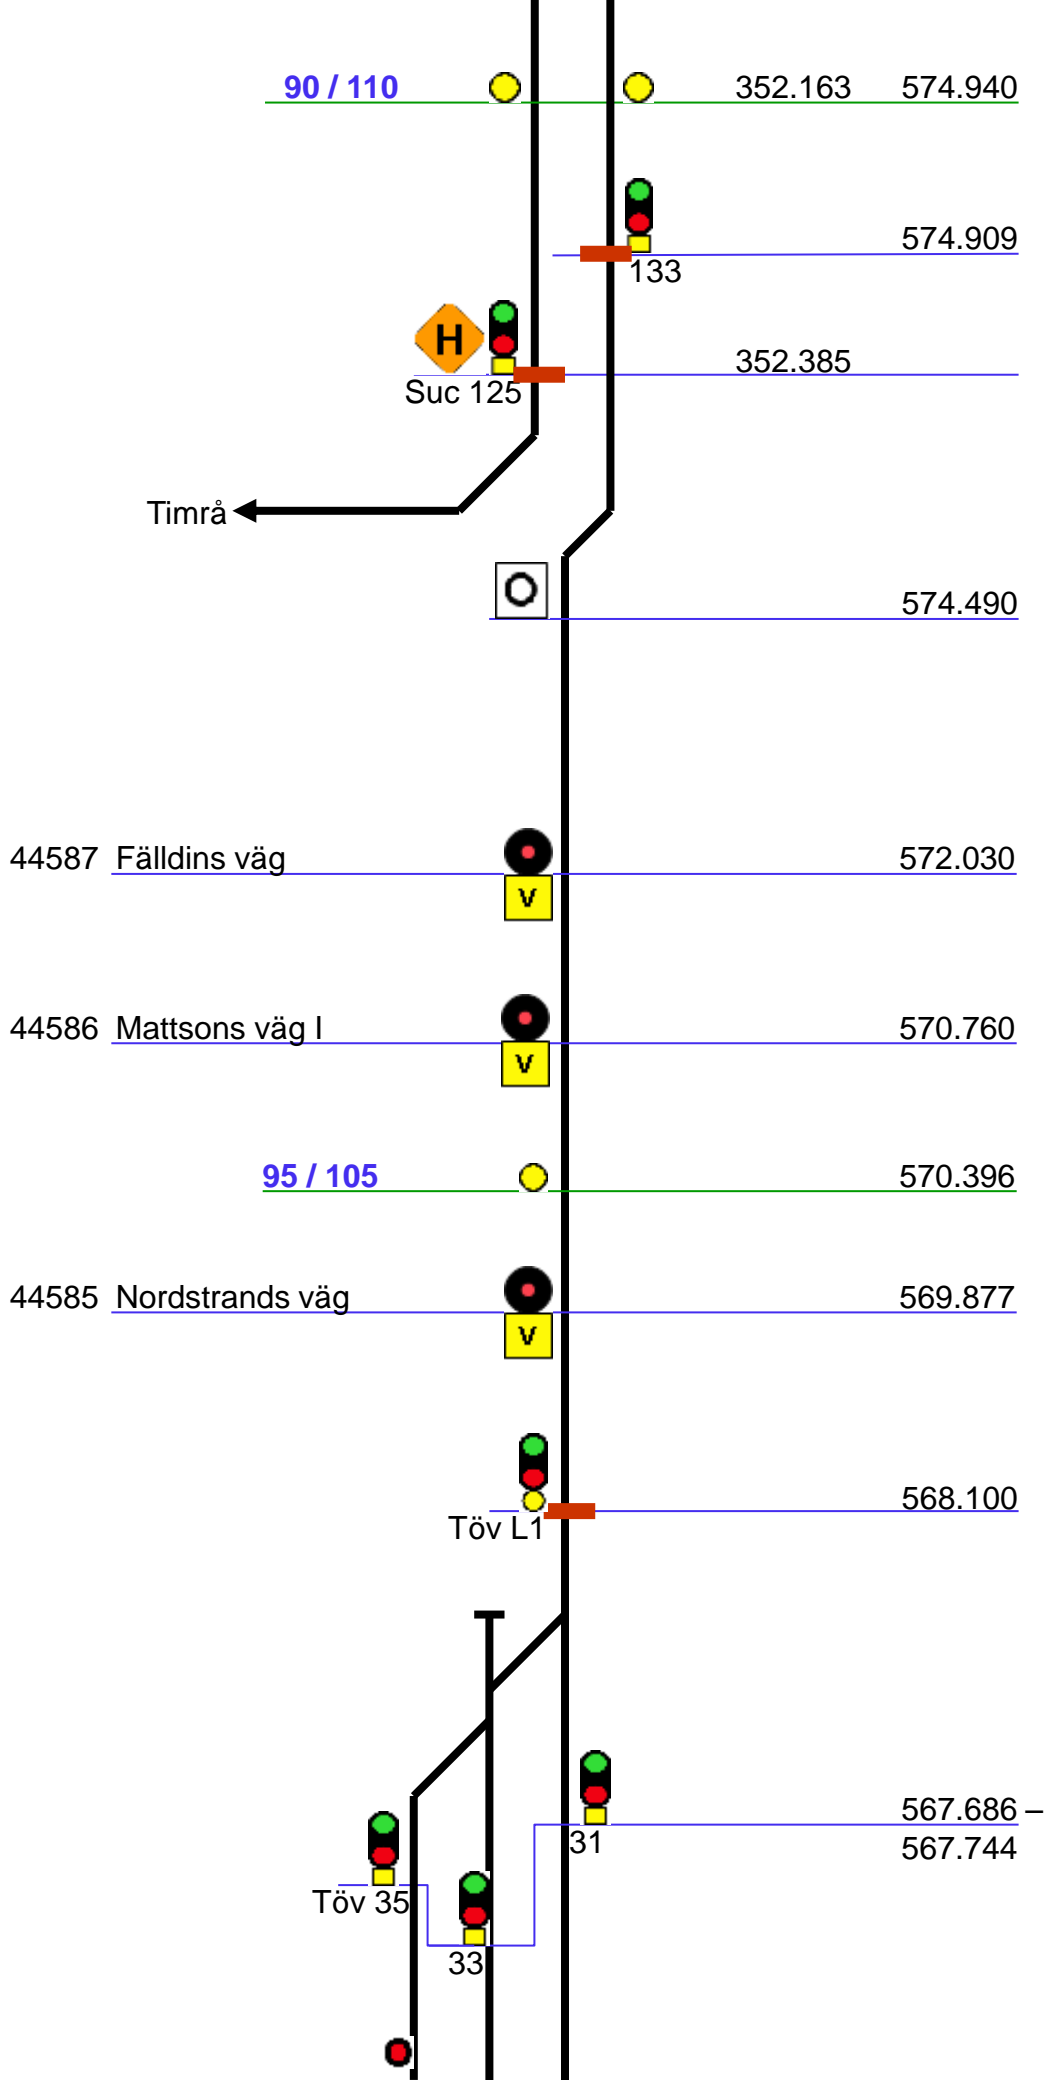 90 / 110 352.163 574.940
574.909
133
H 352.385
Suc 125
Timrå
O 574.490
44587 Fälldins väg 572.030
V
44586 Mattsons väg I 570.760
V
95 / 105 570.396
44585 Nordstrands väg 569.877
V
568.100
Töv L1
567.686 –
31 567.744
Töv 35
33